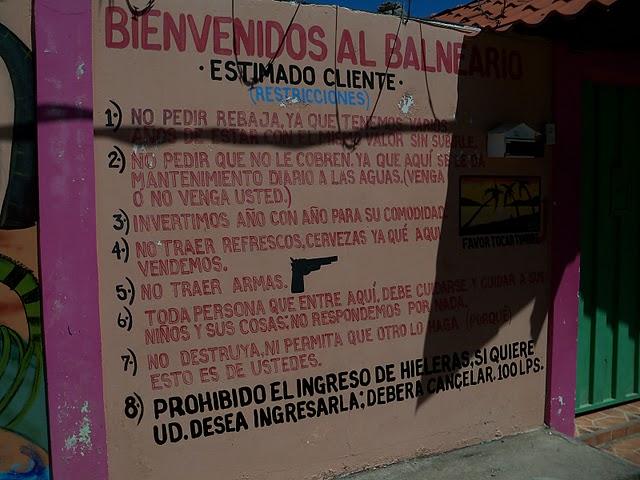 BIENVENIDOS AL BALNEARIO
·ESTIMADO CLIENTE·
(RESTRICCIONES)
1·) NO PEDIR REBAJA, YA QUE TENEMOS VARIOS
AÑOS DE ESTAR CON EL MISMO VALOR SIN SUBIRLE.
2·) NO PEDIR QUE NO LE COBREN. YA QUE AQUÍ SE LE DA
MANTENIMIENTO DIARIO A LAS AGUAS.(VENGA
O NO VENGA USTED.)
3·) INVERTIMOS AÑO CON AÑO PARA SU COMODIDAD.
4·) NO TRAER REFRESCOS, CERVEZAS YA QUÉ AQUI
VENDEMOS.
FAVOR TOCAR TIMBRE
5·) NO TRAER ARMAS.
6·) TODA PERSONA QUE ENTRE AQUÍ, DEBE CUIDARSE Y CUIDAR A SUS
NIÑOS Y SUS COSAS; NO RESPONDEMOS POR NADA.
7·) NO DESTRUYA, NI PERMITA QUE OTRO LO HAGA (PORQUÉ)
ESTO ES DE USTEDES.
8·) PROHIBIDO EL INGRESO DE HIELERAS, SI QUIERE
UD. DESEA INGRESARLA; DEBERA CANCELAR. 100 LPS.